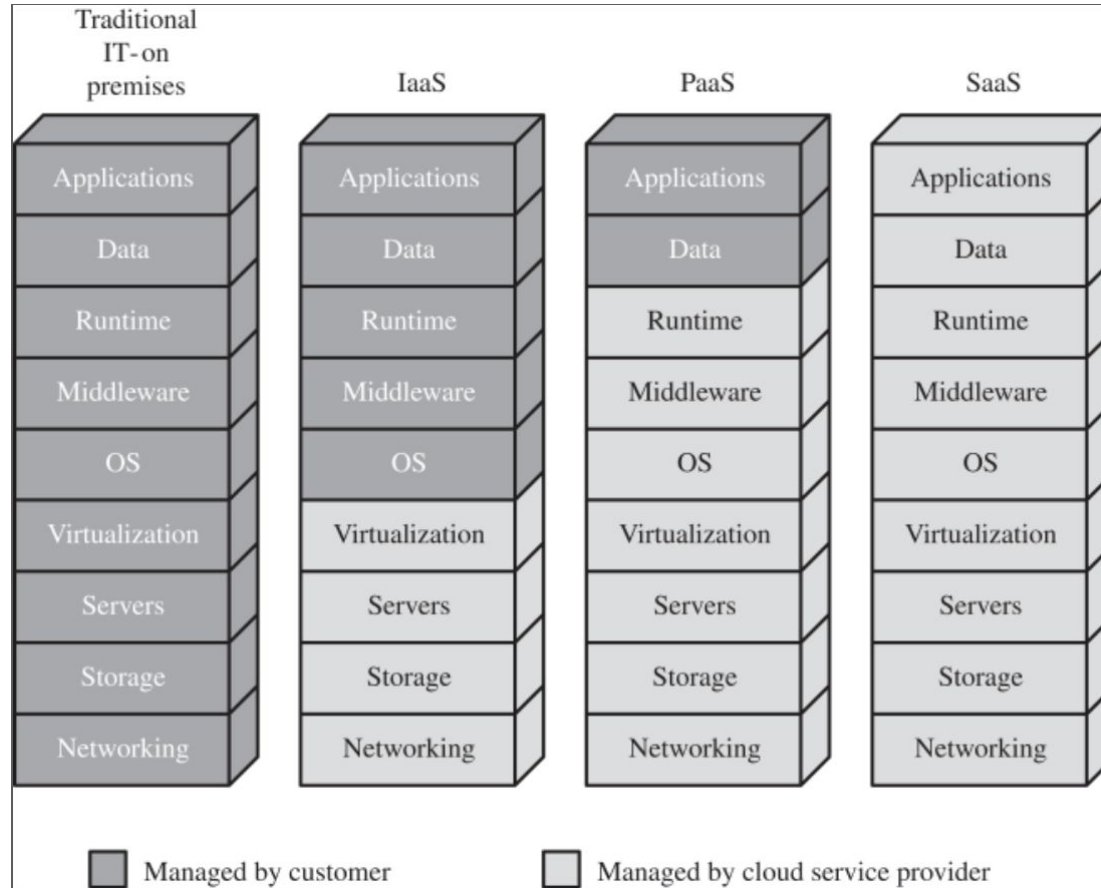 Traditional
IT-on
premises
IaaS
PaaS
SaaS
Applications
Applications
Applications
Applications
Data
Data
Data
Data
Runtime
Runtime
Runtime
Runtime
Middleware
Middleware
Middleware
Middleware
OS
OS
OS
OS
Virtualization
Virtualization
Virtualization
Virtualization
Servers
Servers
Servers
Servers
Storage
Storage
Storage
Storage
Networking
Networking
Networking
Networking
Managed by customer
Managed by cloud service provider